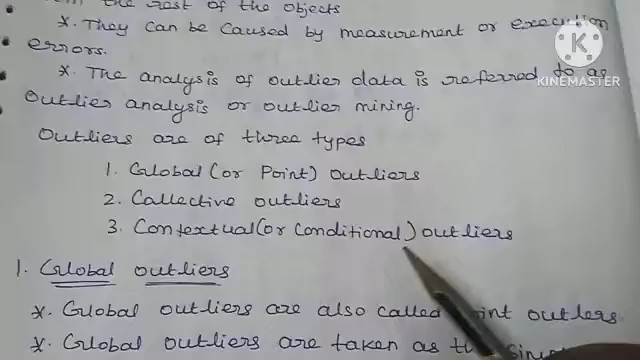 the rest of the objects
*. They can be caused by measurement or execution
errors.
KINEMASTER
*. The analysis of outlier data is referred to as
outlier analysis or outlier mining.
Outliers are of three types
1. Global (or Point) outliers
2. Collective outliers
3. Contextual (or Conditional) outliers
1. Global outliers
*. Global outliers are also called point outlers.
*. Global outliers are taken as the